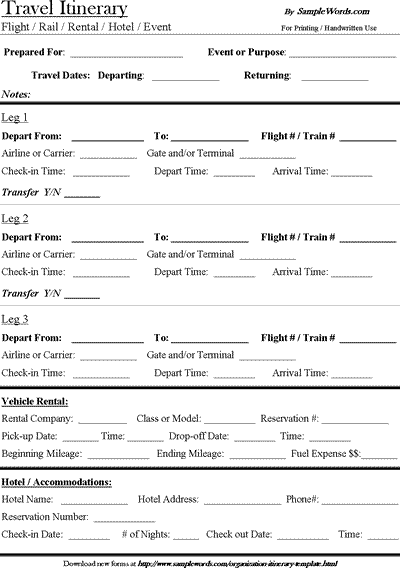 Travel Itinerary By SampleWords.com
Flight / Rail / Rental / Hotel / Event For Printing / Handwritten Use
Prepared For: Event or Purpose:
Travel Dates: Departing: Returning:
Notes:
Leg 1
Depart From: To: Flight # / Train #
Airline or Carrier: Gate and/or Terminal
Check-in Time: Depart Time: Arrival Time:
Transfer Y/N
Leg 2
Depart From: To: Flight # / Train #
Airline or Carrier: Gate and/or Terminal
Check-in Time: Depart Time: Arrival Time:
Transfer Y/N
Leg 3
Depart From: To: Flight # / Train #
Airline or Carrier: Gate and/or Terminal
Check-in Time: Depart Time: Arrival Time:
Vehicle Rental:
Rental Company: Class or Model: Reservation #:
Pick-up Date: Time: Drop-off Date: Time:
Beginning Mileage: Ending Mileage: Fuel Expense $$:
Hotel / Accommodations:
Hotel Name: Hotel Address: Phone#:
Reservation Number:
Check-in Date: # of Nights: Check out Date: Time:
Download new forms at http://www.samplewords.com/organization-itinerary-template.html